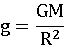 g = GM/R²